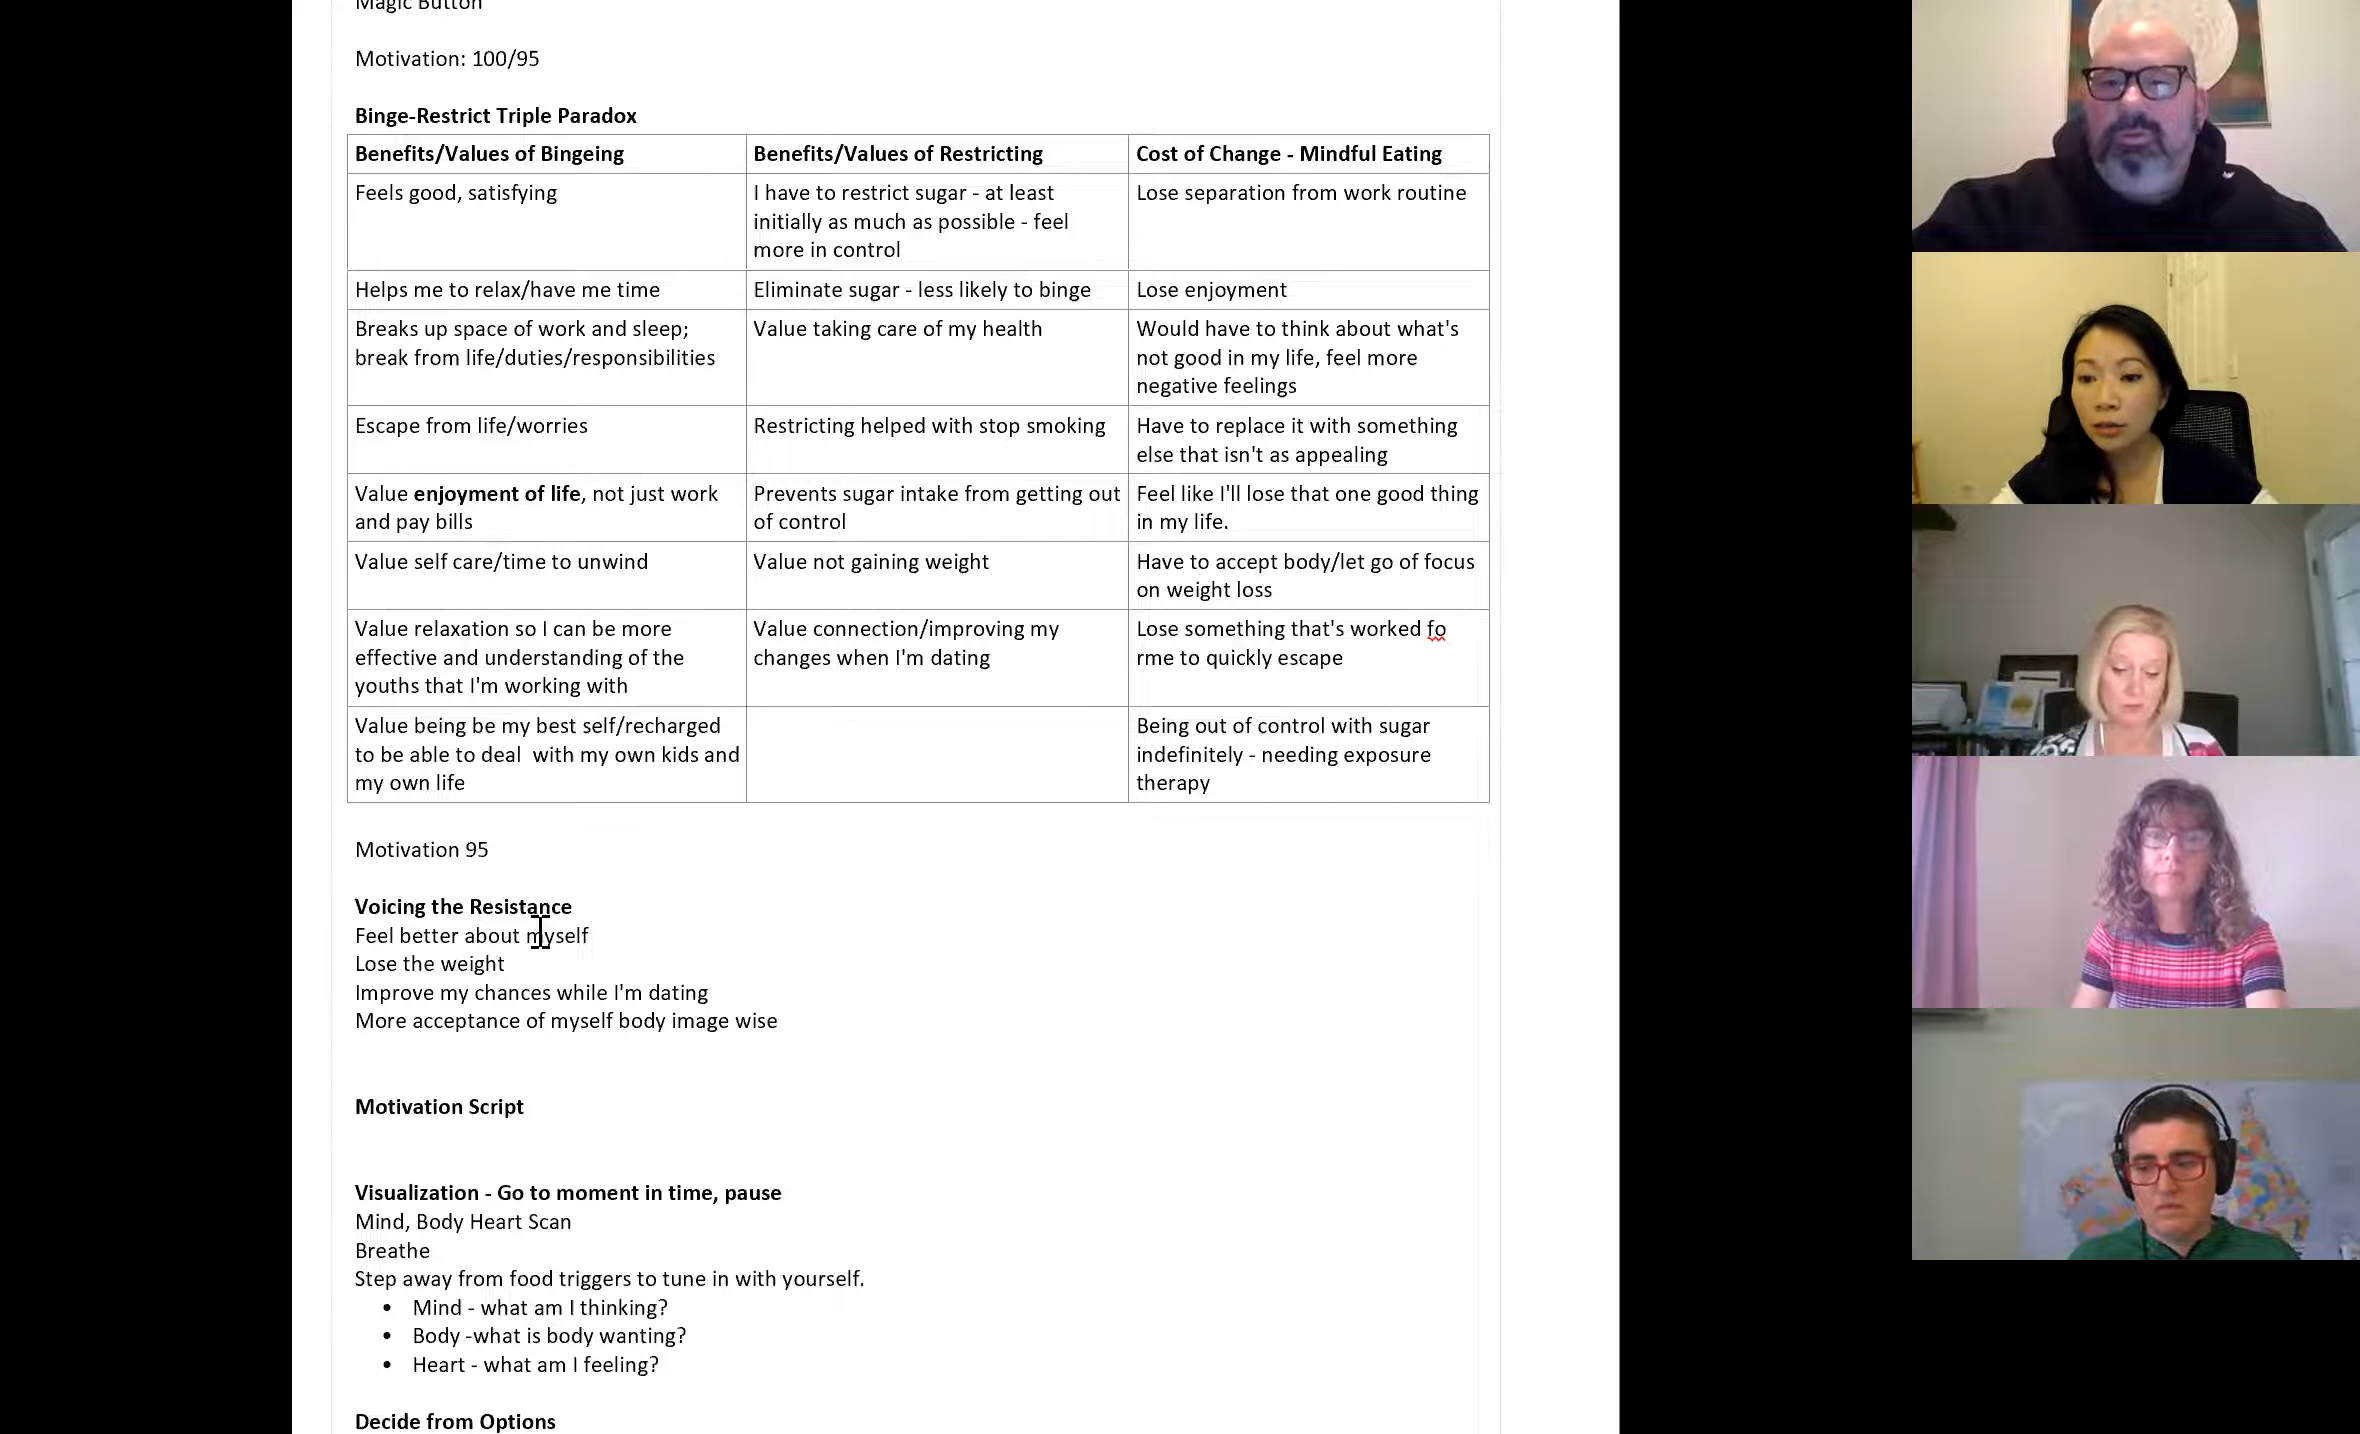 Magic Button
Motivation: 100/95
Binge-Restrict Triple Paradox
Benefits/Values of Bingeing
Benefits/Values of Restricting
Cost of Change - Mindful Eating
Feels good, satisfying
I have to restrict sugar - at least
initially as much as possible - feel
more in control
Lose separation from work routine
Helps me to relax/have me time
Eliminate sugar - less likely to binge
Lose enjoyment
Breaks up space of work and sleep;
break from life/duties/responsibilities
Value taking care of my health
Would have to think about what's
not good in my life, feel more
negative feelings
Escape from life/worries
Restricting helped with stop smoking
Have to replace it with something
else that isn't as appealing
Value enjoyment of life, not just work
and pay bills
Prevents sugar intake from getting out
of control
Feel like I'll lose that one good thing
in my life.
Value self care/time to unwind
Value not gaining weight
Have to accept body/let go of focus
on weight loss
Value relaxation so I can be more
effective and understanding of the
youths that I'm working with
Value connection/improving my
changes when I'm dating
Lose something that's worked fo
rme to quickly escape
Value being be my best self/recharged
to be able to deal  with my own kids and
my own life
Being out of control with sugar
indefinitely - needing exposure
therapy
Motivation 95
Voicing the Resistance
Feel better about myself
Lose the weight
Improve my chances while I'm dating
More acceptance of myself body image wise
Motivation Script
Visualization - Go to moment in time, pause
Mind, Body Heart Scan
Breathe
Step away from food triggers to tune in with yourself.
• Mind - what am I thinking?
• Body -what is body wanting?
• Heart - what am I feeling?
Decide from Options